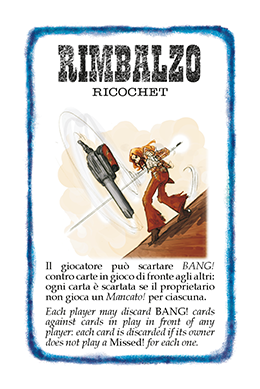 RIMBALZO
RICOCHET
Il giocatore può scartare BANG!
contro carte in gioco di fronte agli altri:
ogni carta è scartata se il proprietario
non gioca un Mancato! per ciascuna.
Each player may discard BANG! cards
against cards in play in front of any
player: each card is discarded if its owner
does not play a Missed! for each one.